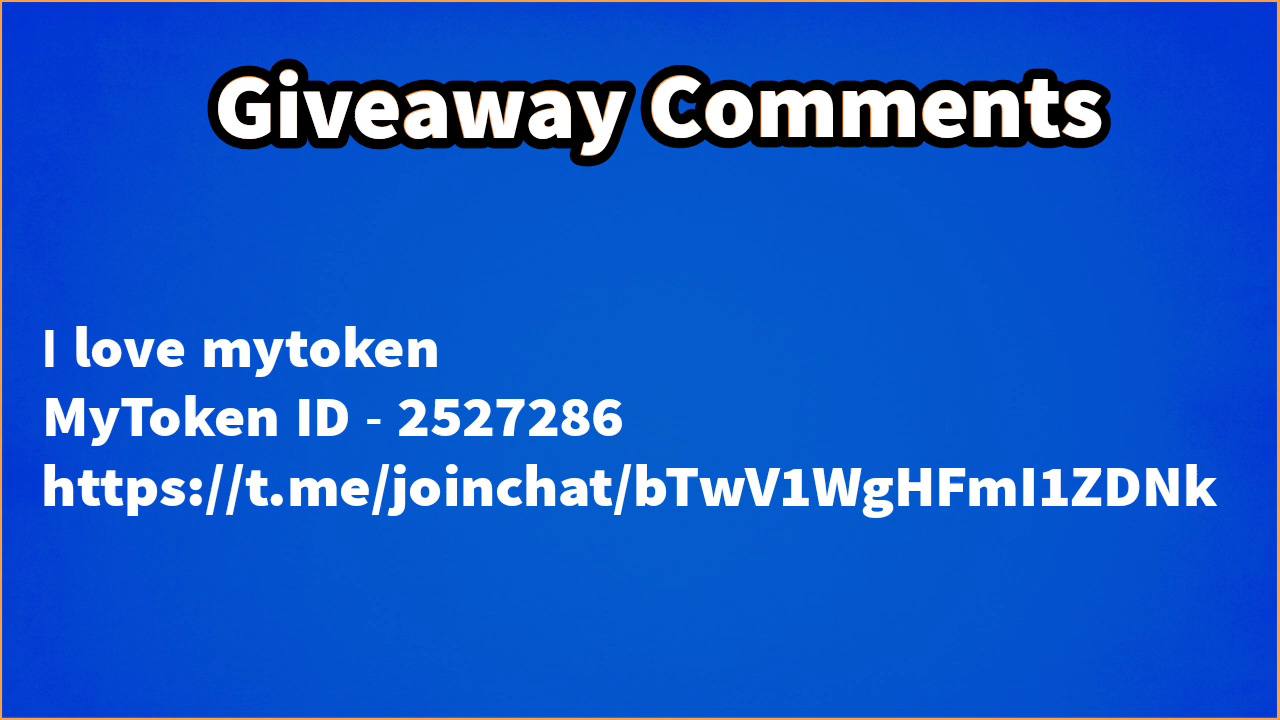 Giveaway Comments
I love mytoken
MyToken ID - 2527286
https://t.me/joinchat/bTwV1WgHFmI1ZDNk